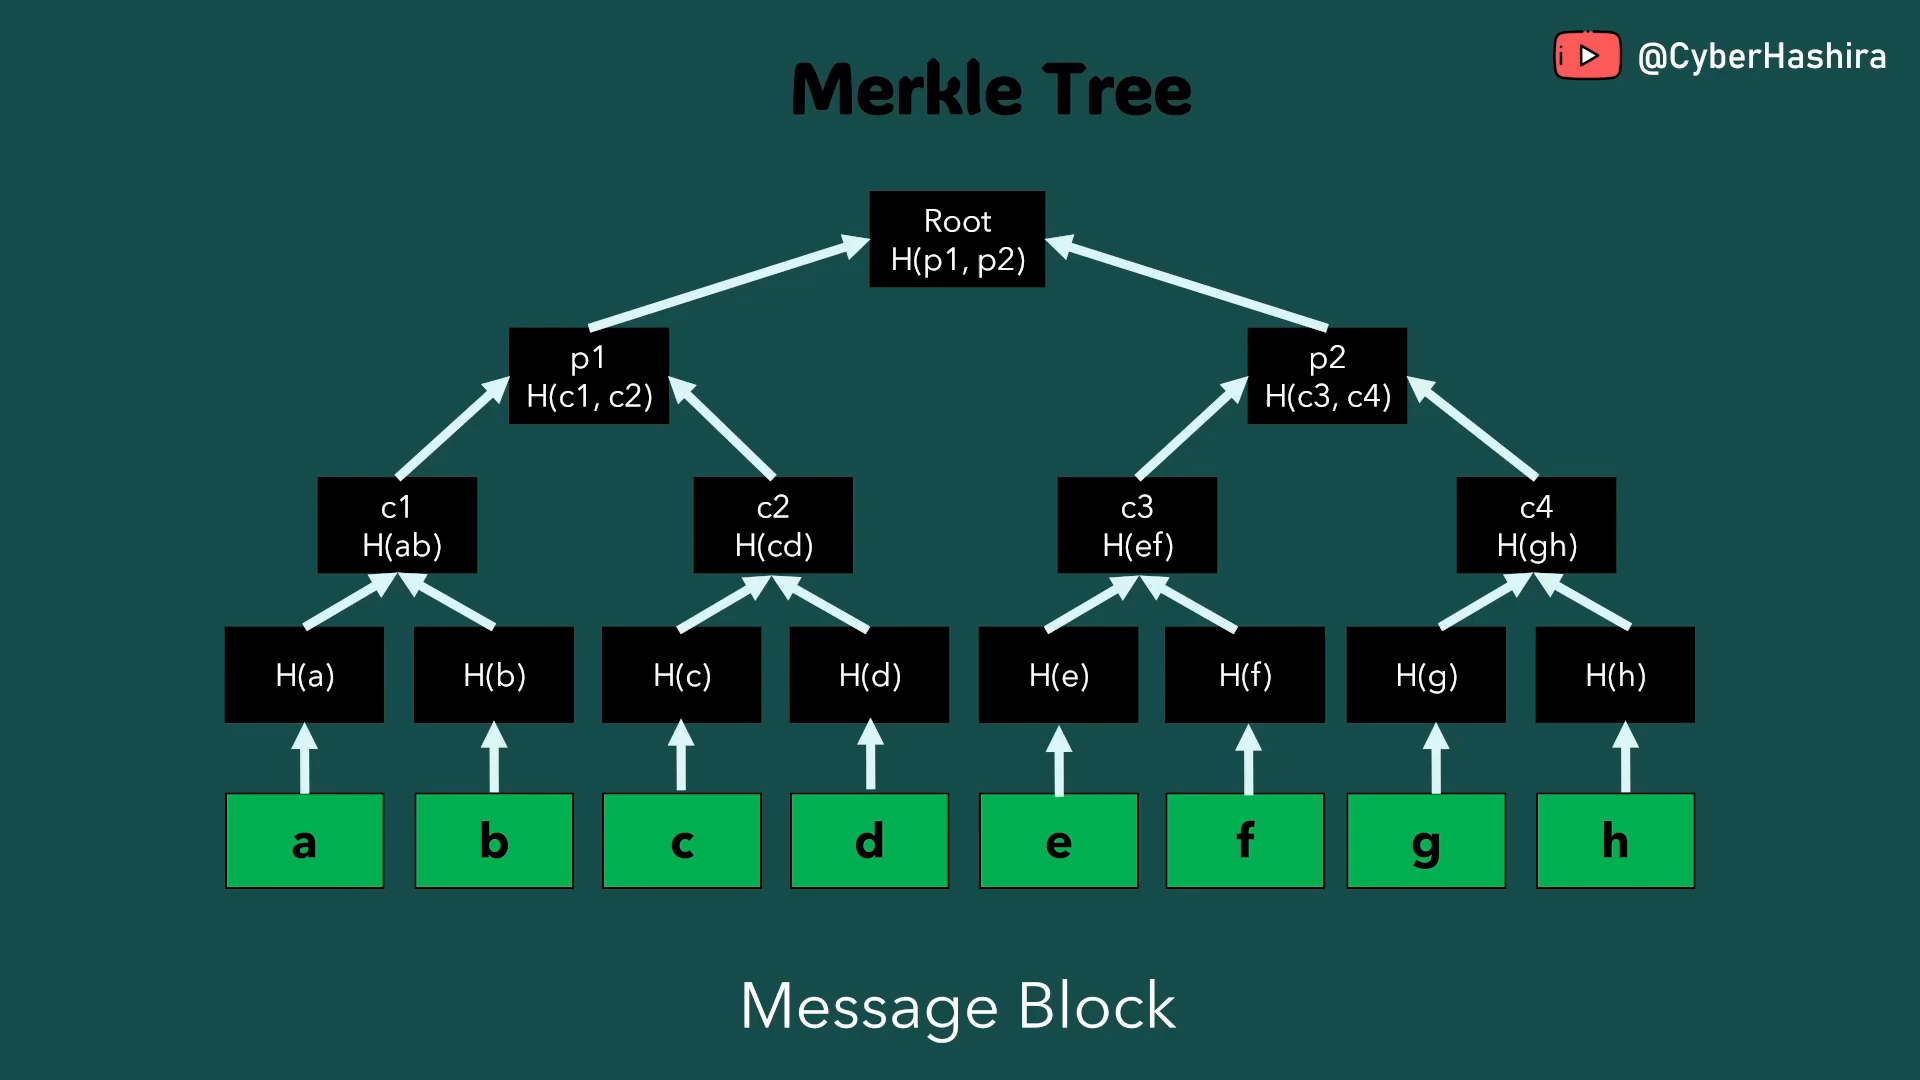 @CyberHashira
Merkle Tree
Root
H(p1, p2)
p1
H(c1, c2)
p2
H(c3, c4)
c1
H(ab)
c2
H(cd)
c3
H(ef)
c4
H(gh)
H(a)
H(b)
H(c)
H(d)
H(e)
H(f)
H(g)
H(h)
a
b
c
d
e
f
g
h
Message Block